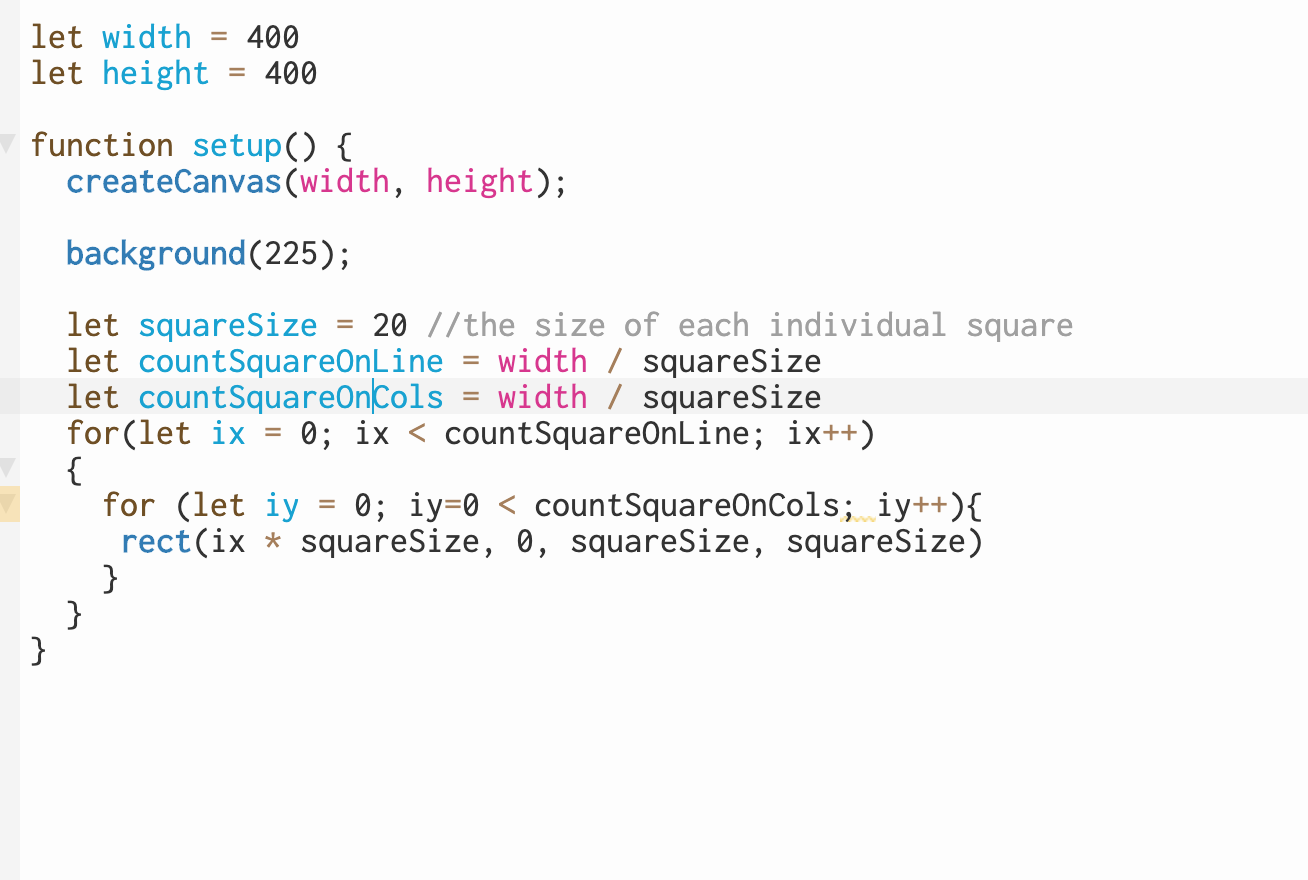 let width = 400
let height = 400
function setup() {
createCanvas(width, height);
background(225);
let squareSize = 20 //the size of each individual square
let countSquareOnLine = width / squareSize
let countSquareOnCols = width / squareSize
for(let ix = 0; ix < countSquareOnLine; ix++)
{
for (let iy = 0; iy=0 < countSquareOnCols; iy++){
rect(ix * squareSize, 0, squareSize, squareSize)
}
}
}